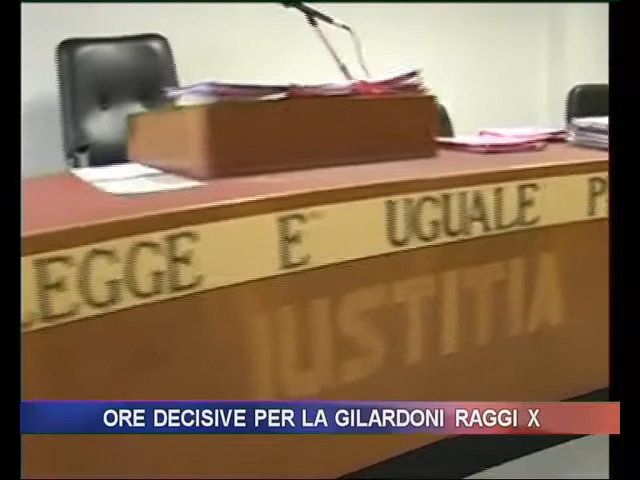 LEGGE E' UGUALE P
IUSTITIA
ORE DECISIVE PER LA GILARDONI RAGGI X